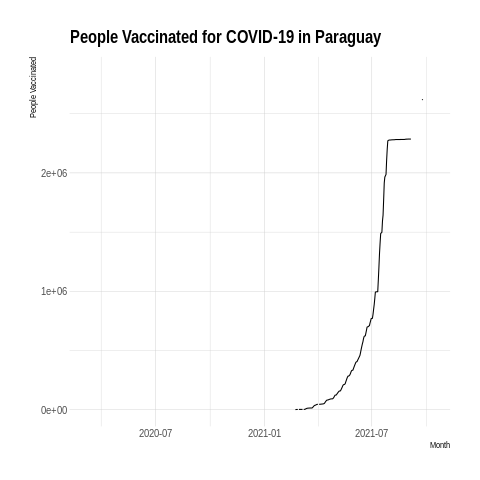 People Vaccinated for COVID-19 in Paraguay
People Vaccinated
2e+06
1e+06
0e+00
2020-07
2021-01
2021-07
Month